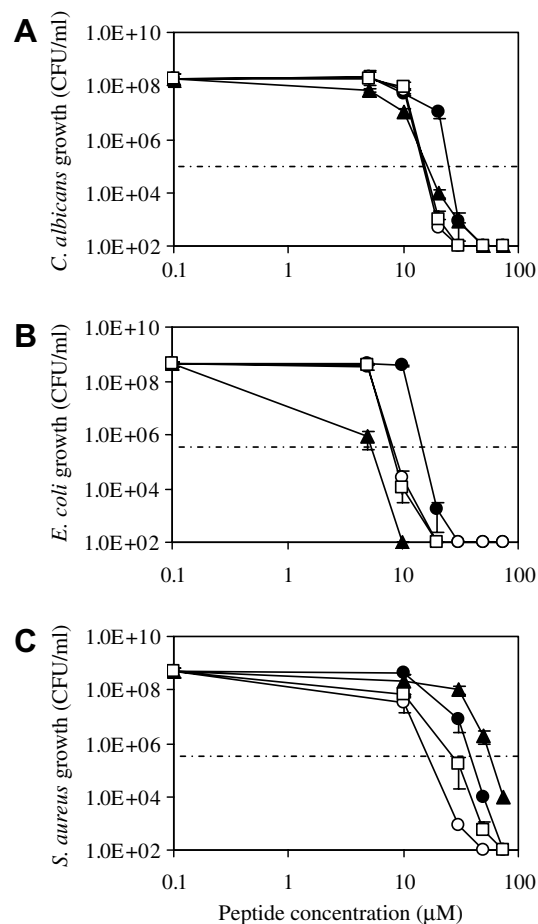 A
C. albicans growth (CFU/ml)
1.0E+10
1.0E+08
1.0E+06
1.0E+04
1.0E+02
0.1 1 10 100
B
E. coli growth (CFU/ml)
1.0E+10
1.0E+08
1.0E+06
1.0E+04
1.0E+02
0.1 1 10 100
C
S. aureus growth (CFU/ml)
1.0E+10
1.0E+08
1.0E+06
1.0E+04
1.0E+02
0.1 1 10 100
Peptide concentration (μM)